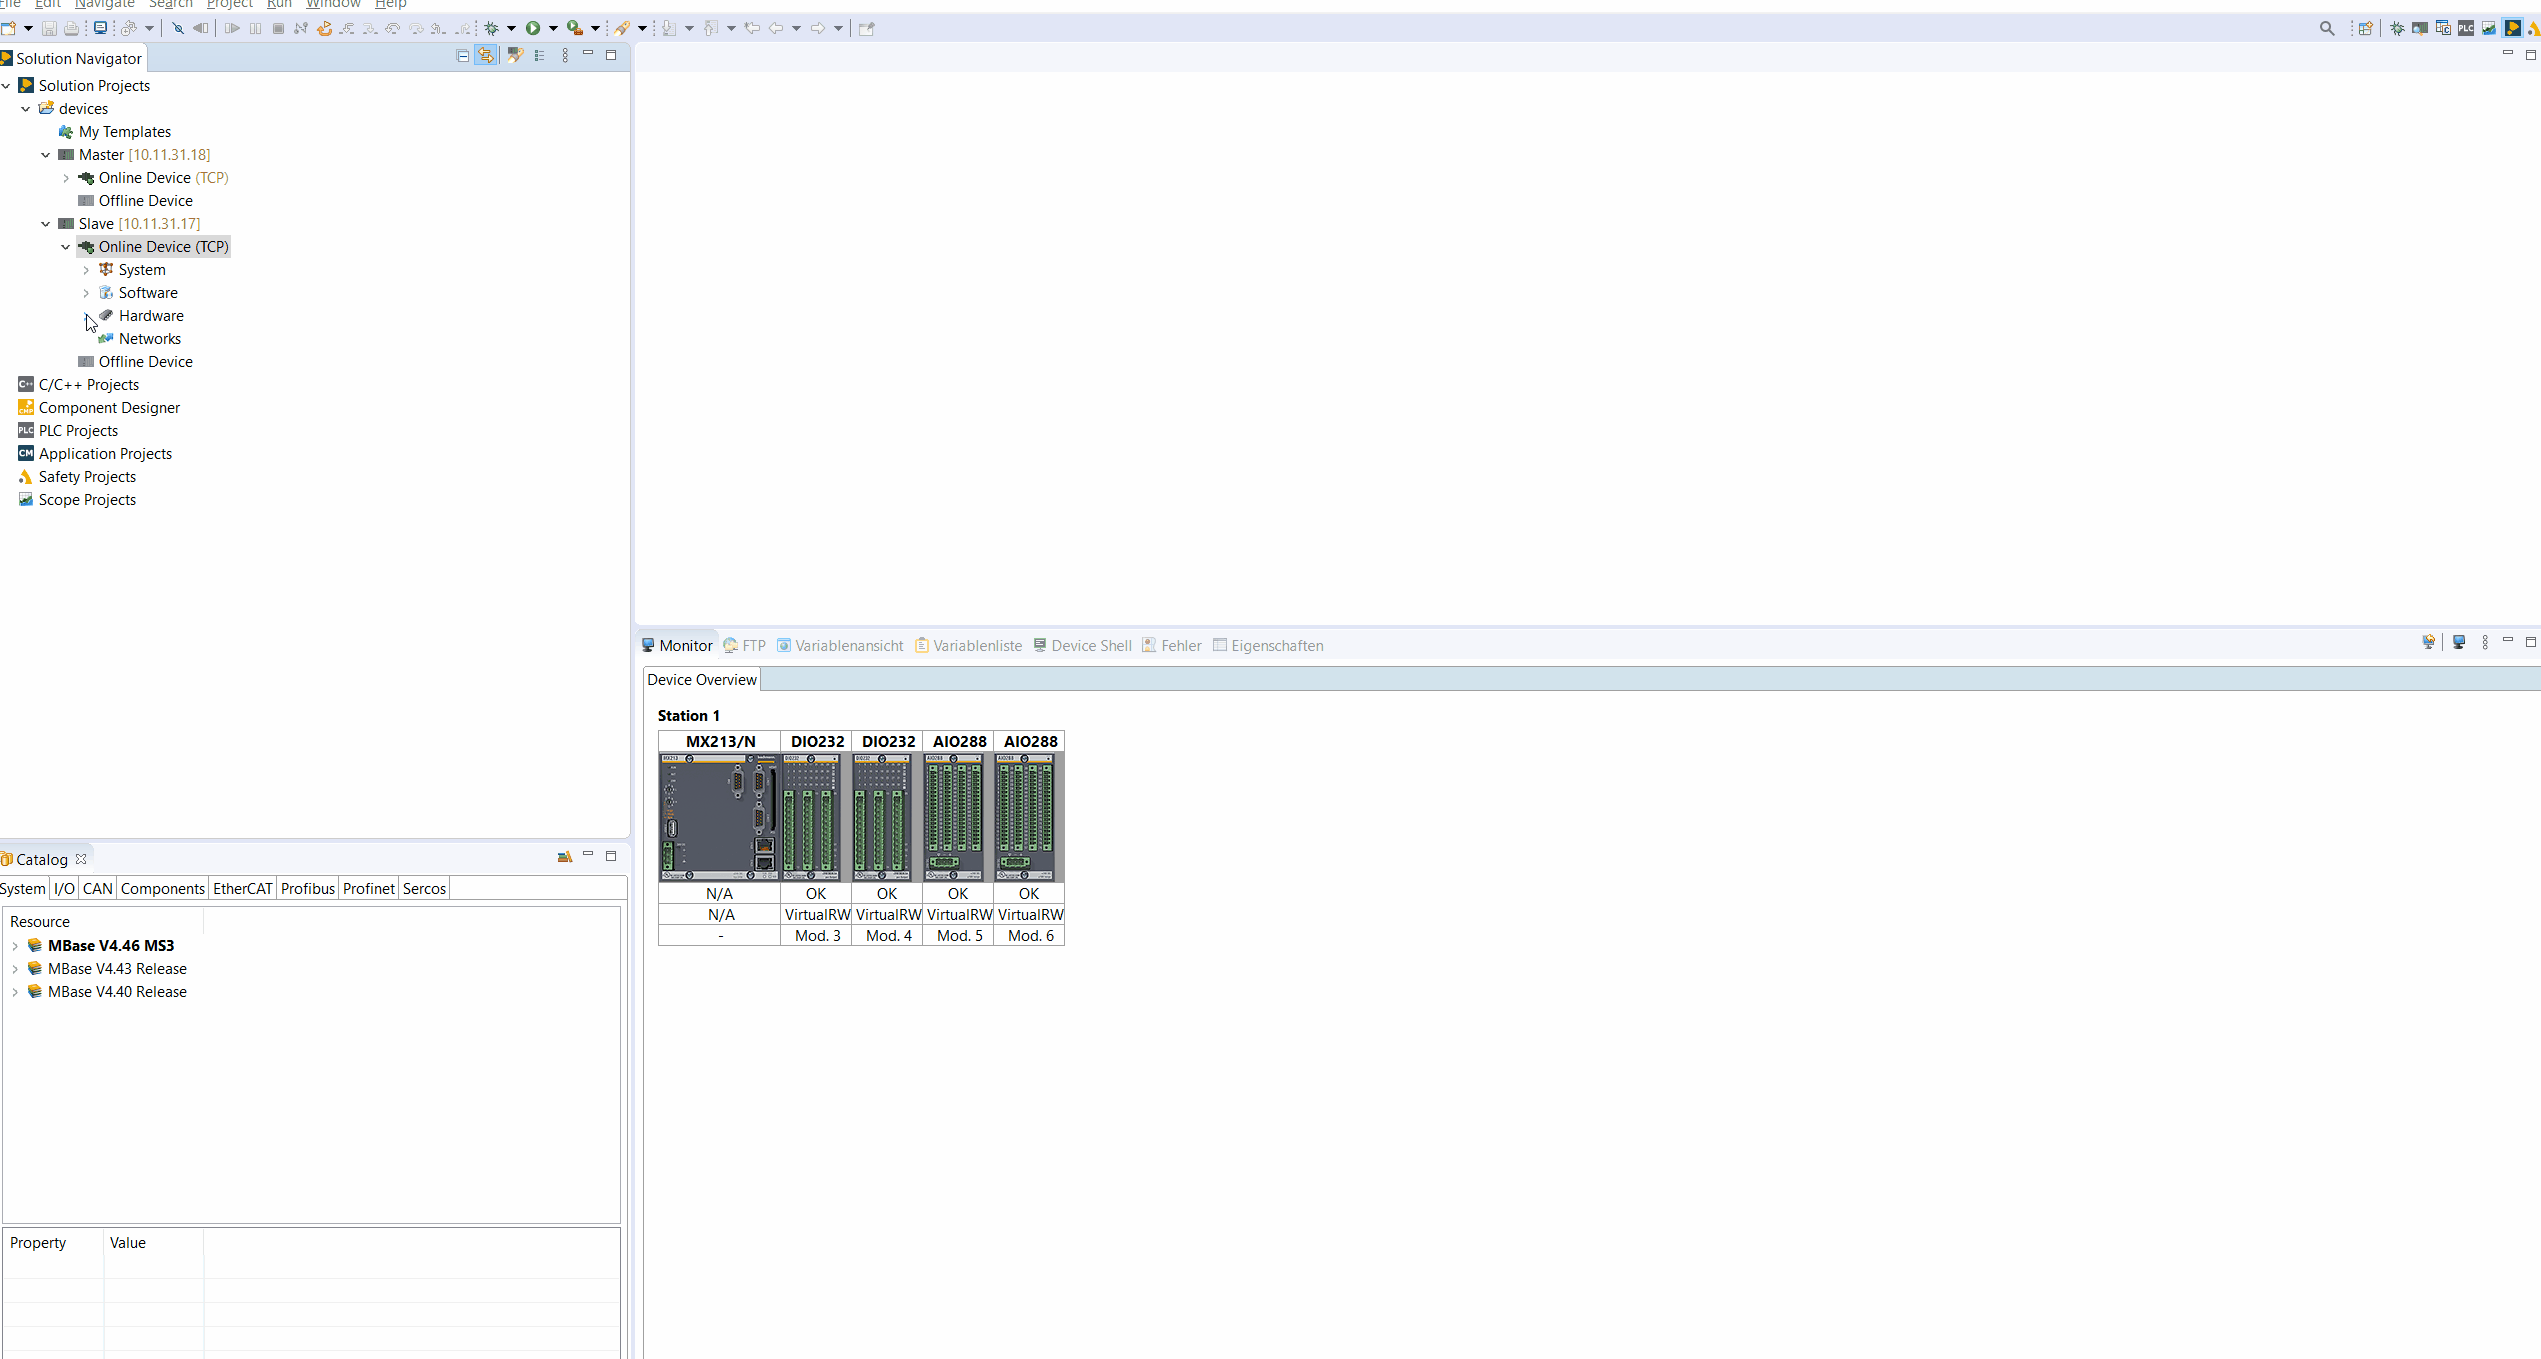 File Edit Navigate Search Project Run Window Help
Solution Navigator
Solution Projects
devices
My Templates
Master [10.11.31.18]
Online Device (TCP)
Offline Device
Slave [10.11.31.17]
Online Device (TCP)
System
Software
Hardware
Networks
Offline Device
C/C++ Projects
Component Designer
PLC Projects
Application Projects
Safety Projects
Scope Projects
Catalog
System I/O CAN Components EtherCAT Profibus Profinet Sercos
Resource
MBase V4.46 MS3
MBase V4.43 Release
MBase V4.40 Release
Property Value
Monitor FTP Variablenansicht Variablenliste Device Shell Fehler Eigenschaften
Device Overview
Station 1
MX213/N DIO232 DIO232 AIO288 AIO288
MX213 DIO232 DIO232 AIO288 AIO288
N/A OK OK OK OK
N/A VirtualRW VirtualRW VirtualRW VirtualRW
- Mod. 3 Mod. 4 Mod. 5 Mod. 6